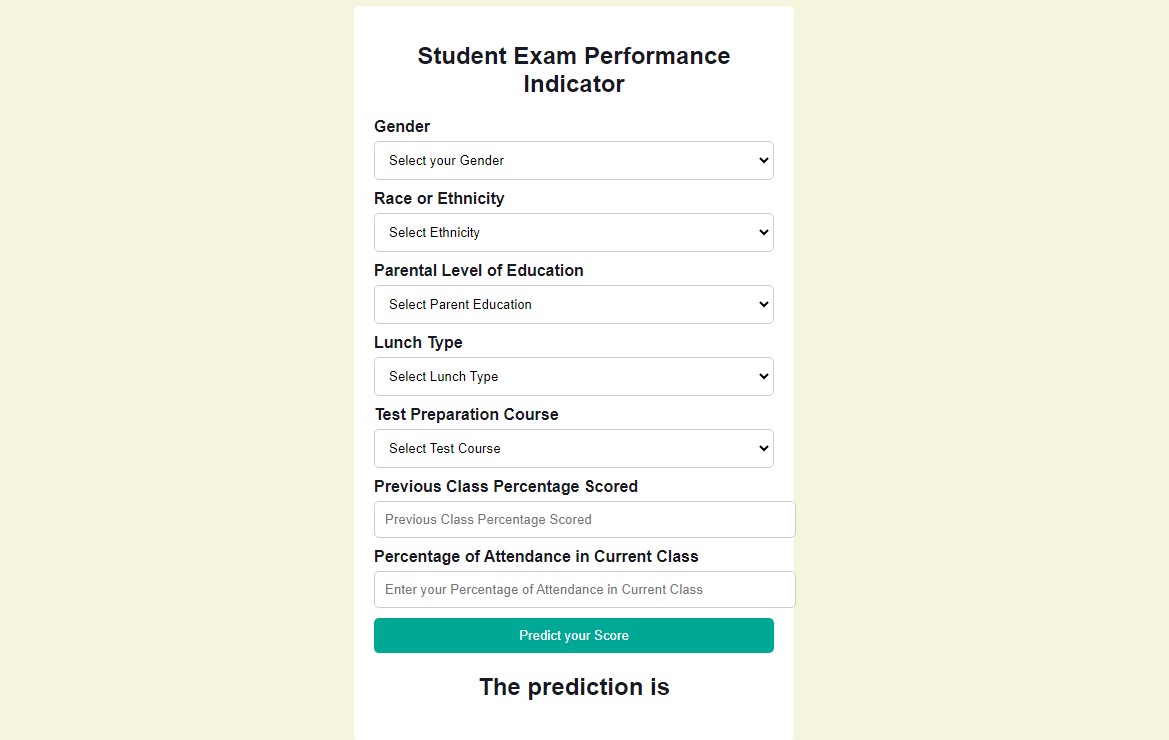 Student Exam Performance
Indicator
Gender
Select your Gender
Race or Ethnicity
Select Ethnicity
Parental Level of Education
Select Parent Education
Lunch Type
Select Lunch Type
Test Preparation Course
Select Test Course
Previous Class Percentage Scored
Previous Class Percentage Scored
Percentage of Attendance in Current Class
Enter your Percentage of Attendance in Current Class
Predict your Score
The prediction is